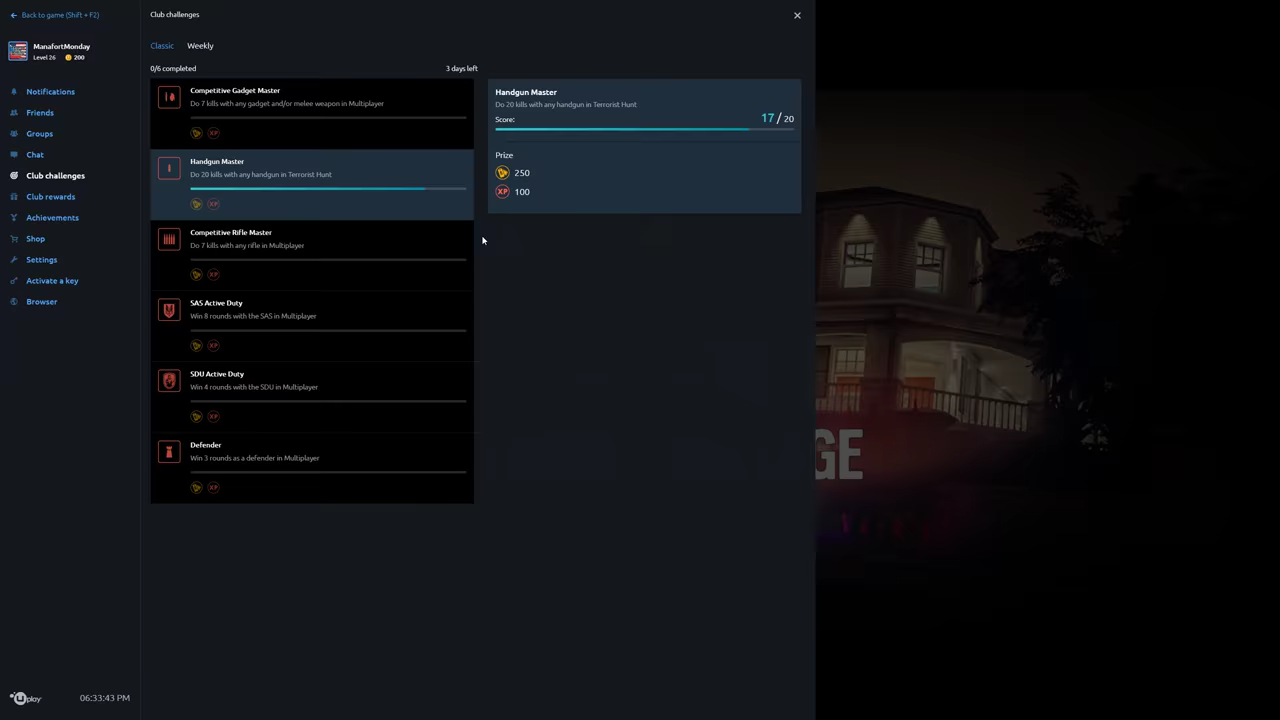 Back to game (Shift + F2)
ManafortMonday
Level 26
200
Notifications
Friends
Groups
Chat
Club challenges
Club rewards
Achievements
Shop
Settings
Activate a key
Browser
uplay
06:33:43 PM
Club challenges
Classic
Weekly
0/6 completed
3 days left
Competitive Gadget Master
Do 7 kills with any gadget and/or melee weapon in Multiplayer
XP
Handgun Master
Do 20 kills with any handgun in Terrorist Hunt
XP
Competitive Rifle Master
Do 7 kills with any rifle in Multiplayer
XP
SAS Active Duty
Win 8 rounds with the SAS in Multiplayer
XP
SDU Active Duty
Win 4 rounds with the SDU in Multiplayer
XP
Defender
Win 3 rounds as a defender in Multiplayer
XP
Handgun Master
Do 20 kills with any handgun in Terrorist Hunt
Score:
17 / 20
Prize
250
XP 100
GE